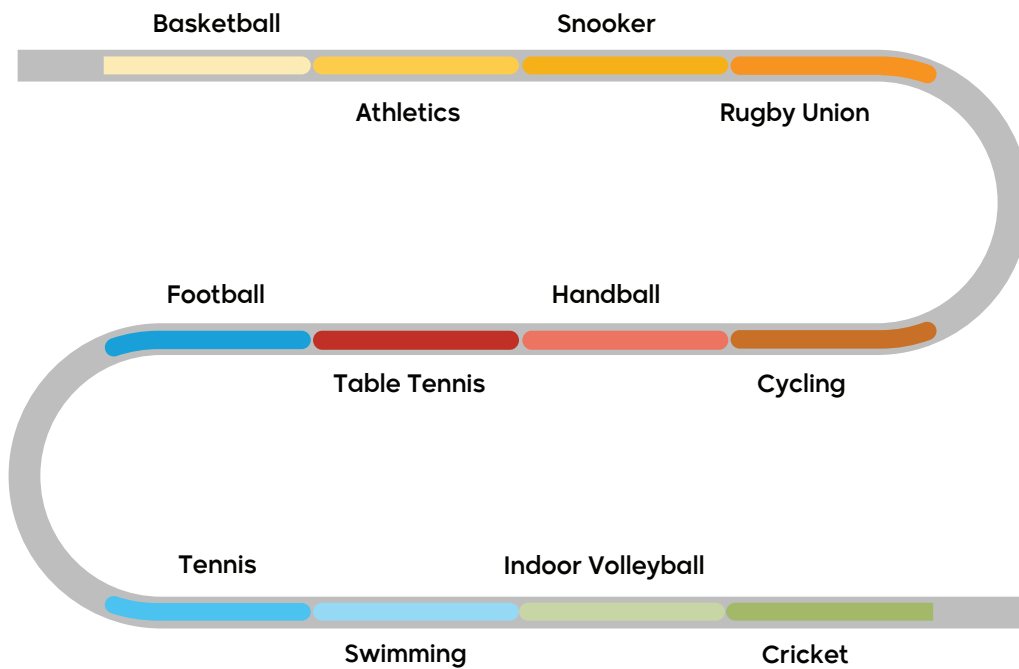 Basketball
Snooker
Athletics
Rugby Union
Football
Handball
Table Tennis
Cycling
Tennis
Indoor Volleyball
Swimming
Cricket